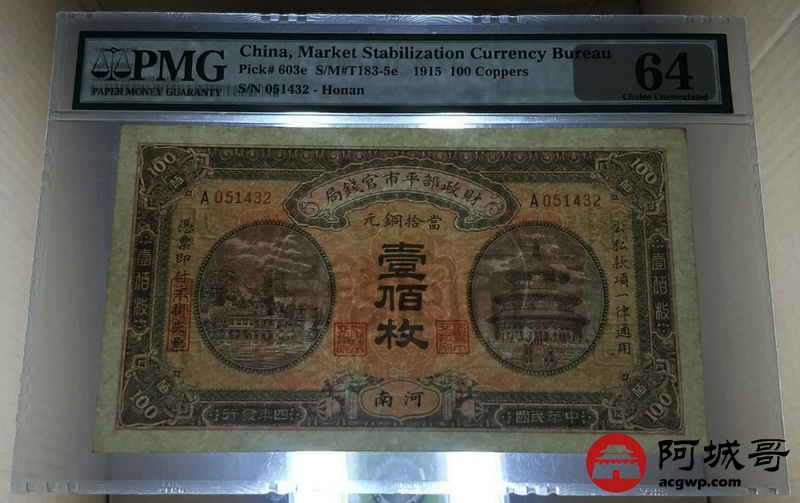 PMG
PAPER MONEY GUARANTY
China, Market Stabilization Currency Bureau
Pick# 603e S/M#T183-5e 1915 100 Coppers
S/N 051432 - Honan
64
Choice Uncirculated
100
100
財政部平市官錢局
A 051432
A 051432
當拾銅元
公私款項一律通用
壹佰枚
憑票即付
壹佰枚
壹佰枚
河南
中華民國
四年發行
100
100
阿城哥
acgwp.com